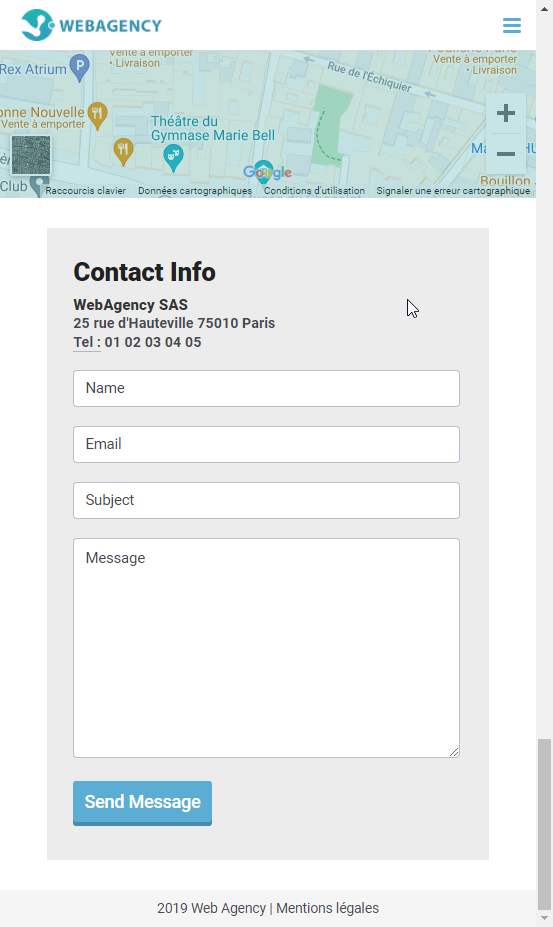 WEBAGENCY
Vente à emporter
• Livraison
Vente à emporter
• Livraison
Rex Atrium
Rue de l'Échiquier
onne Nouvelle
Vente à emporter
Théâtre du
Gymnase Marie Bell
Bouillon
Club
Google
Raccourcis clavier
Données cartographiques
Conditions d'utilisation
Signaler une erreur cartographique
Contact Info
WebAgency SAS
25 rue d'Hauteville 75010 Paris
Tel : 01 02 03 04 05
Name
Email
Subject
Message
Send Message
2019 Web Agency | Mentions légales